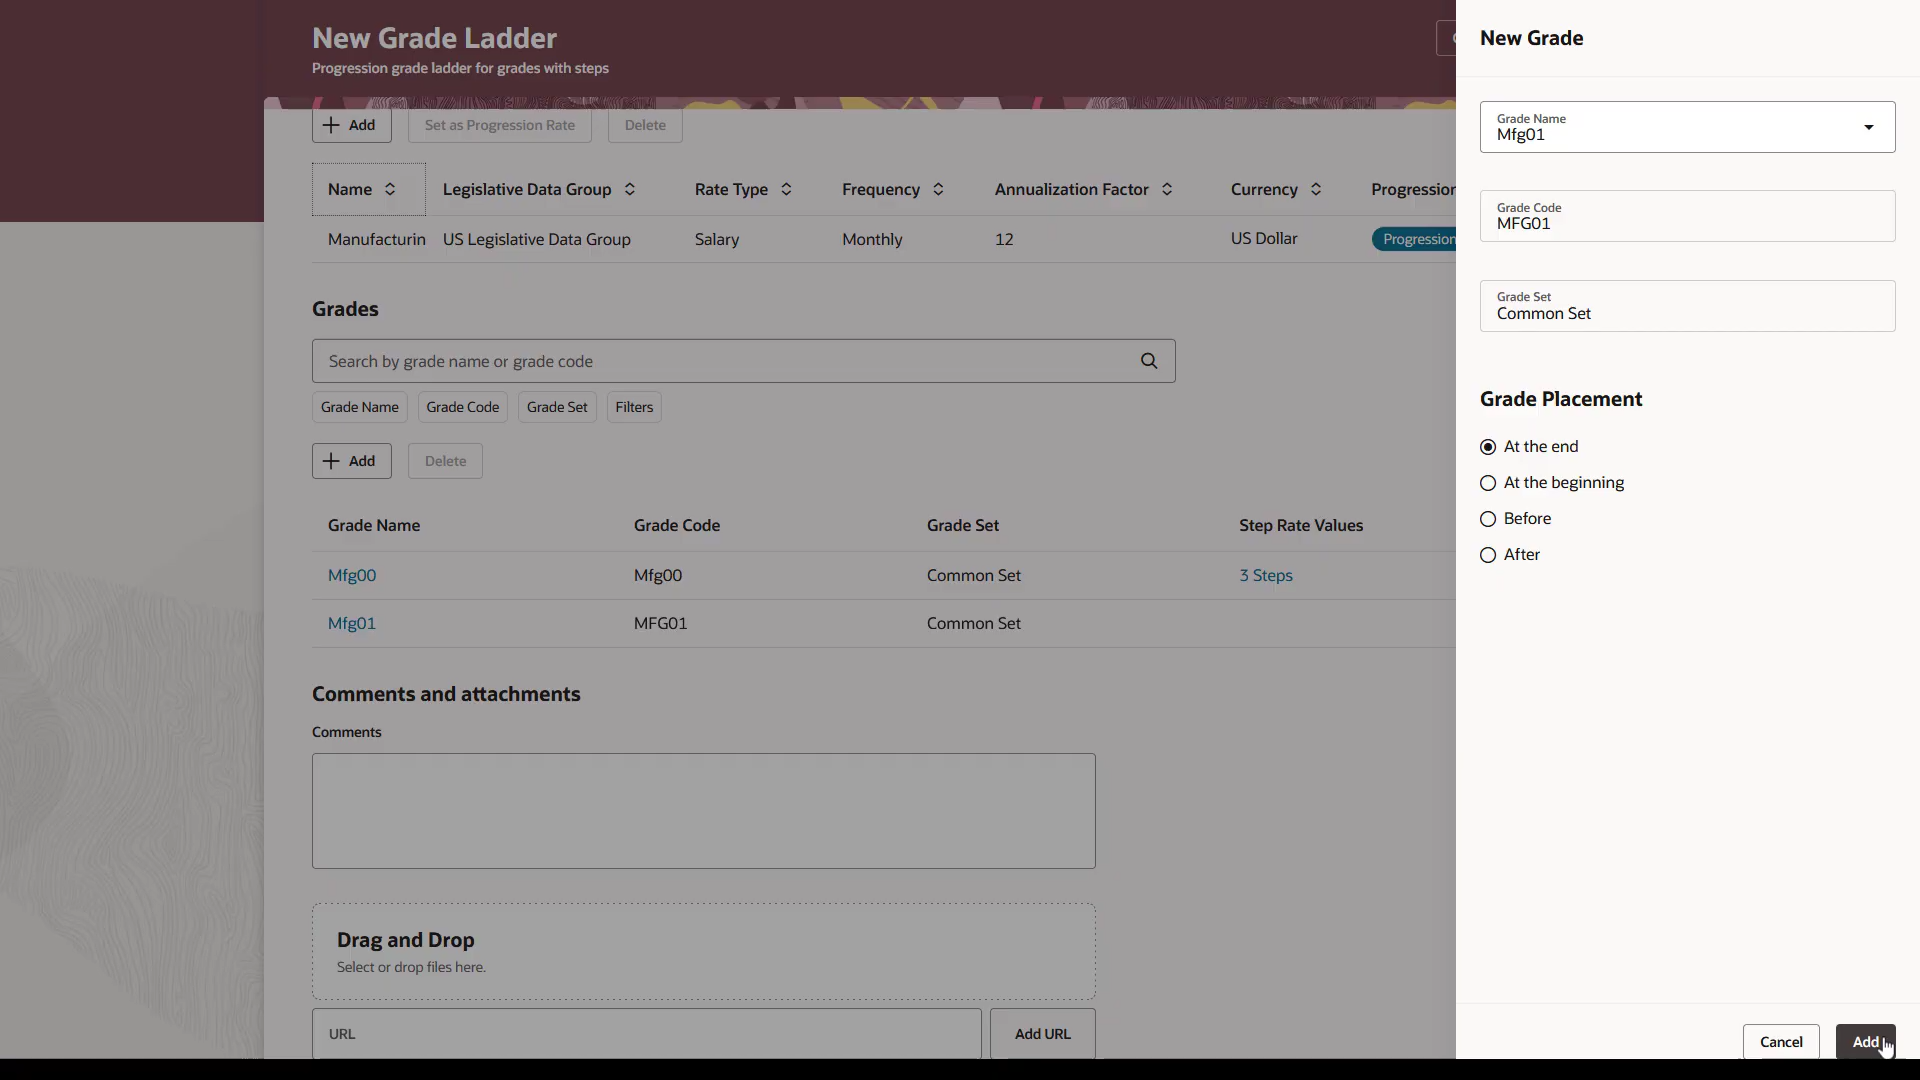 New Grade Ladder
Progression grade ladder for grades with steps
Add Set as Progression Rate Delete
Name Legislative Data Group Rate Type Frequency Annualization Factor Currency Progression
Manufacturin US Legislative Data Group Salary Monthly 12 US Dollar Progression
Grades
Search by grade name or grade code
Grade Name Grade Code Grade Set Filters
Add Delete
Grade Name Grade Code Grade Set Step Rate Values
Mfg00 Mfg00 Common Set 3 Steps
Mfg01 MFG01 Common Set
Comments and attachments
Comments
Drag and Drop
Select or drop files here.
URL Add URL
New Grade
Grade Name
Mfg01
Grade Code
MFG01
Grade Set
Common Set
Grade Placement
At the end
At the beginning
Before
After
Cancel Add